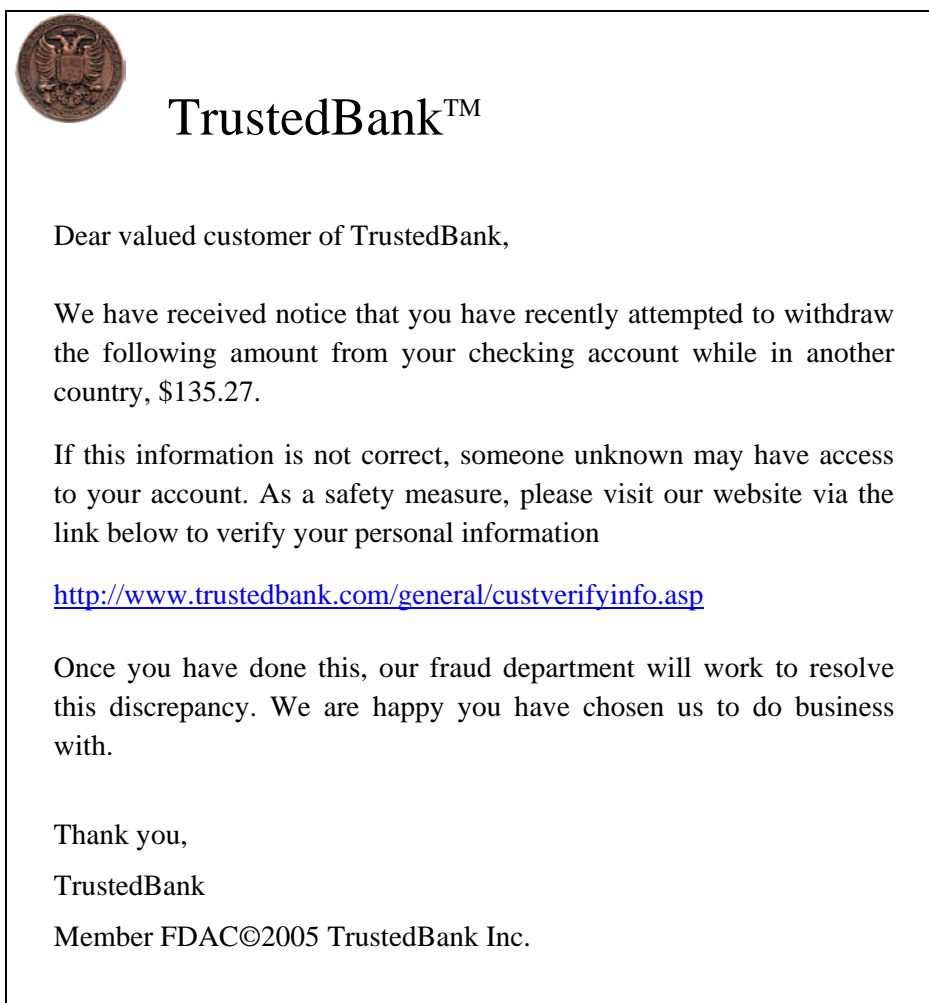 TrustedBank™
Dear valued customer of TrustedBank,
We have received notice that you have recently attempted to withdraw
the following amount from your checking account while in another
country, $135.27.
If this information is not correct, someone unknown may have access
to your account. As a safety measure, please visit our website via the
link below to verify your personal information
http://www.trustedbank.com/general/custverifyinfo.asp
Once you have done this, our fraud department will work to resolve
this discrepancy. We are happy you have chosen us to do business
with.
Thank you,
TrustedBank
Member FDAC©2005 TrustedBank Inc.